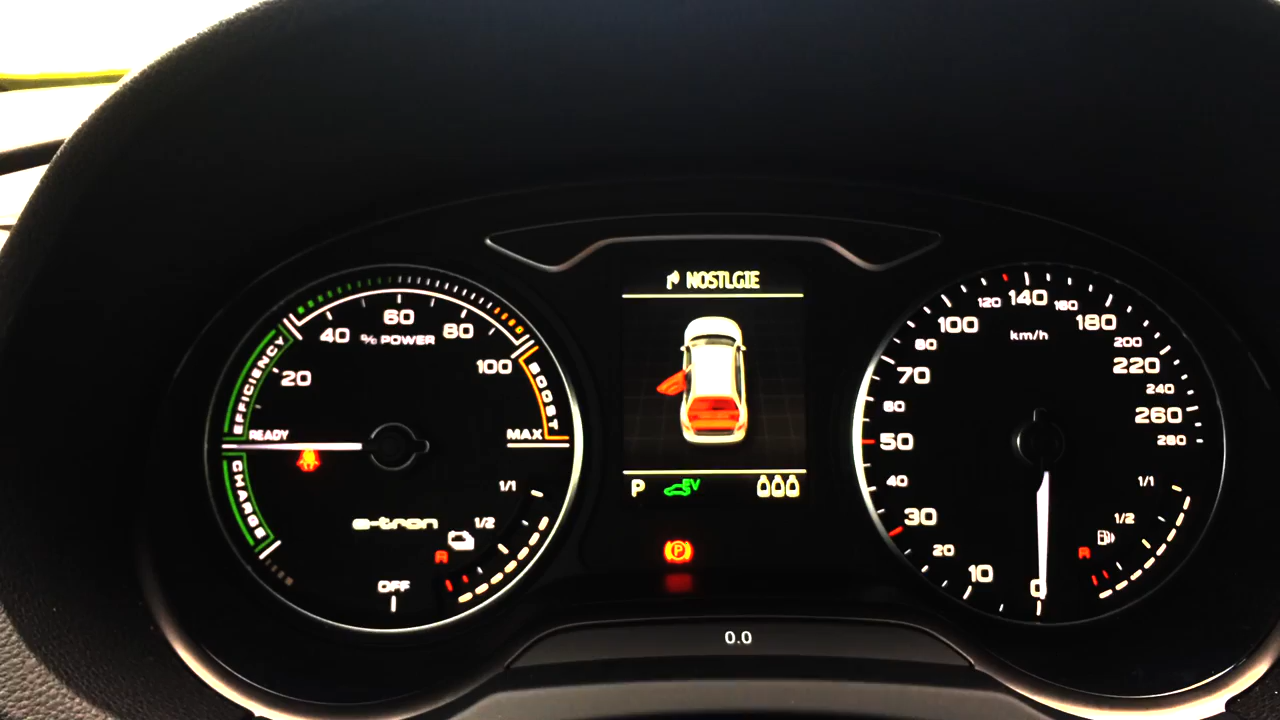 NOSTLGIE
EFFICIENCY
CHARGE
READY
20
40
60
80
100
% POWER
BOOST
MAX
e-tron
1/1
1/2
R
OFF
P
EV
P
0.0
km/h
0
10
20
30
40
50
60
70
80
100
120
140
160
180
200
220
240
260
280
1/1
1/2
R